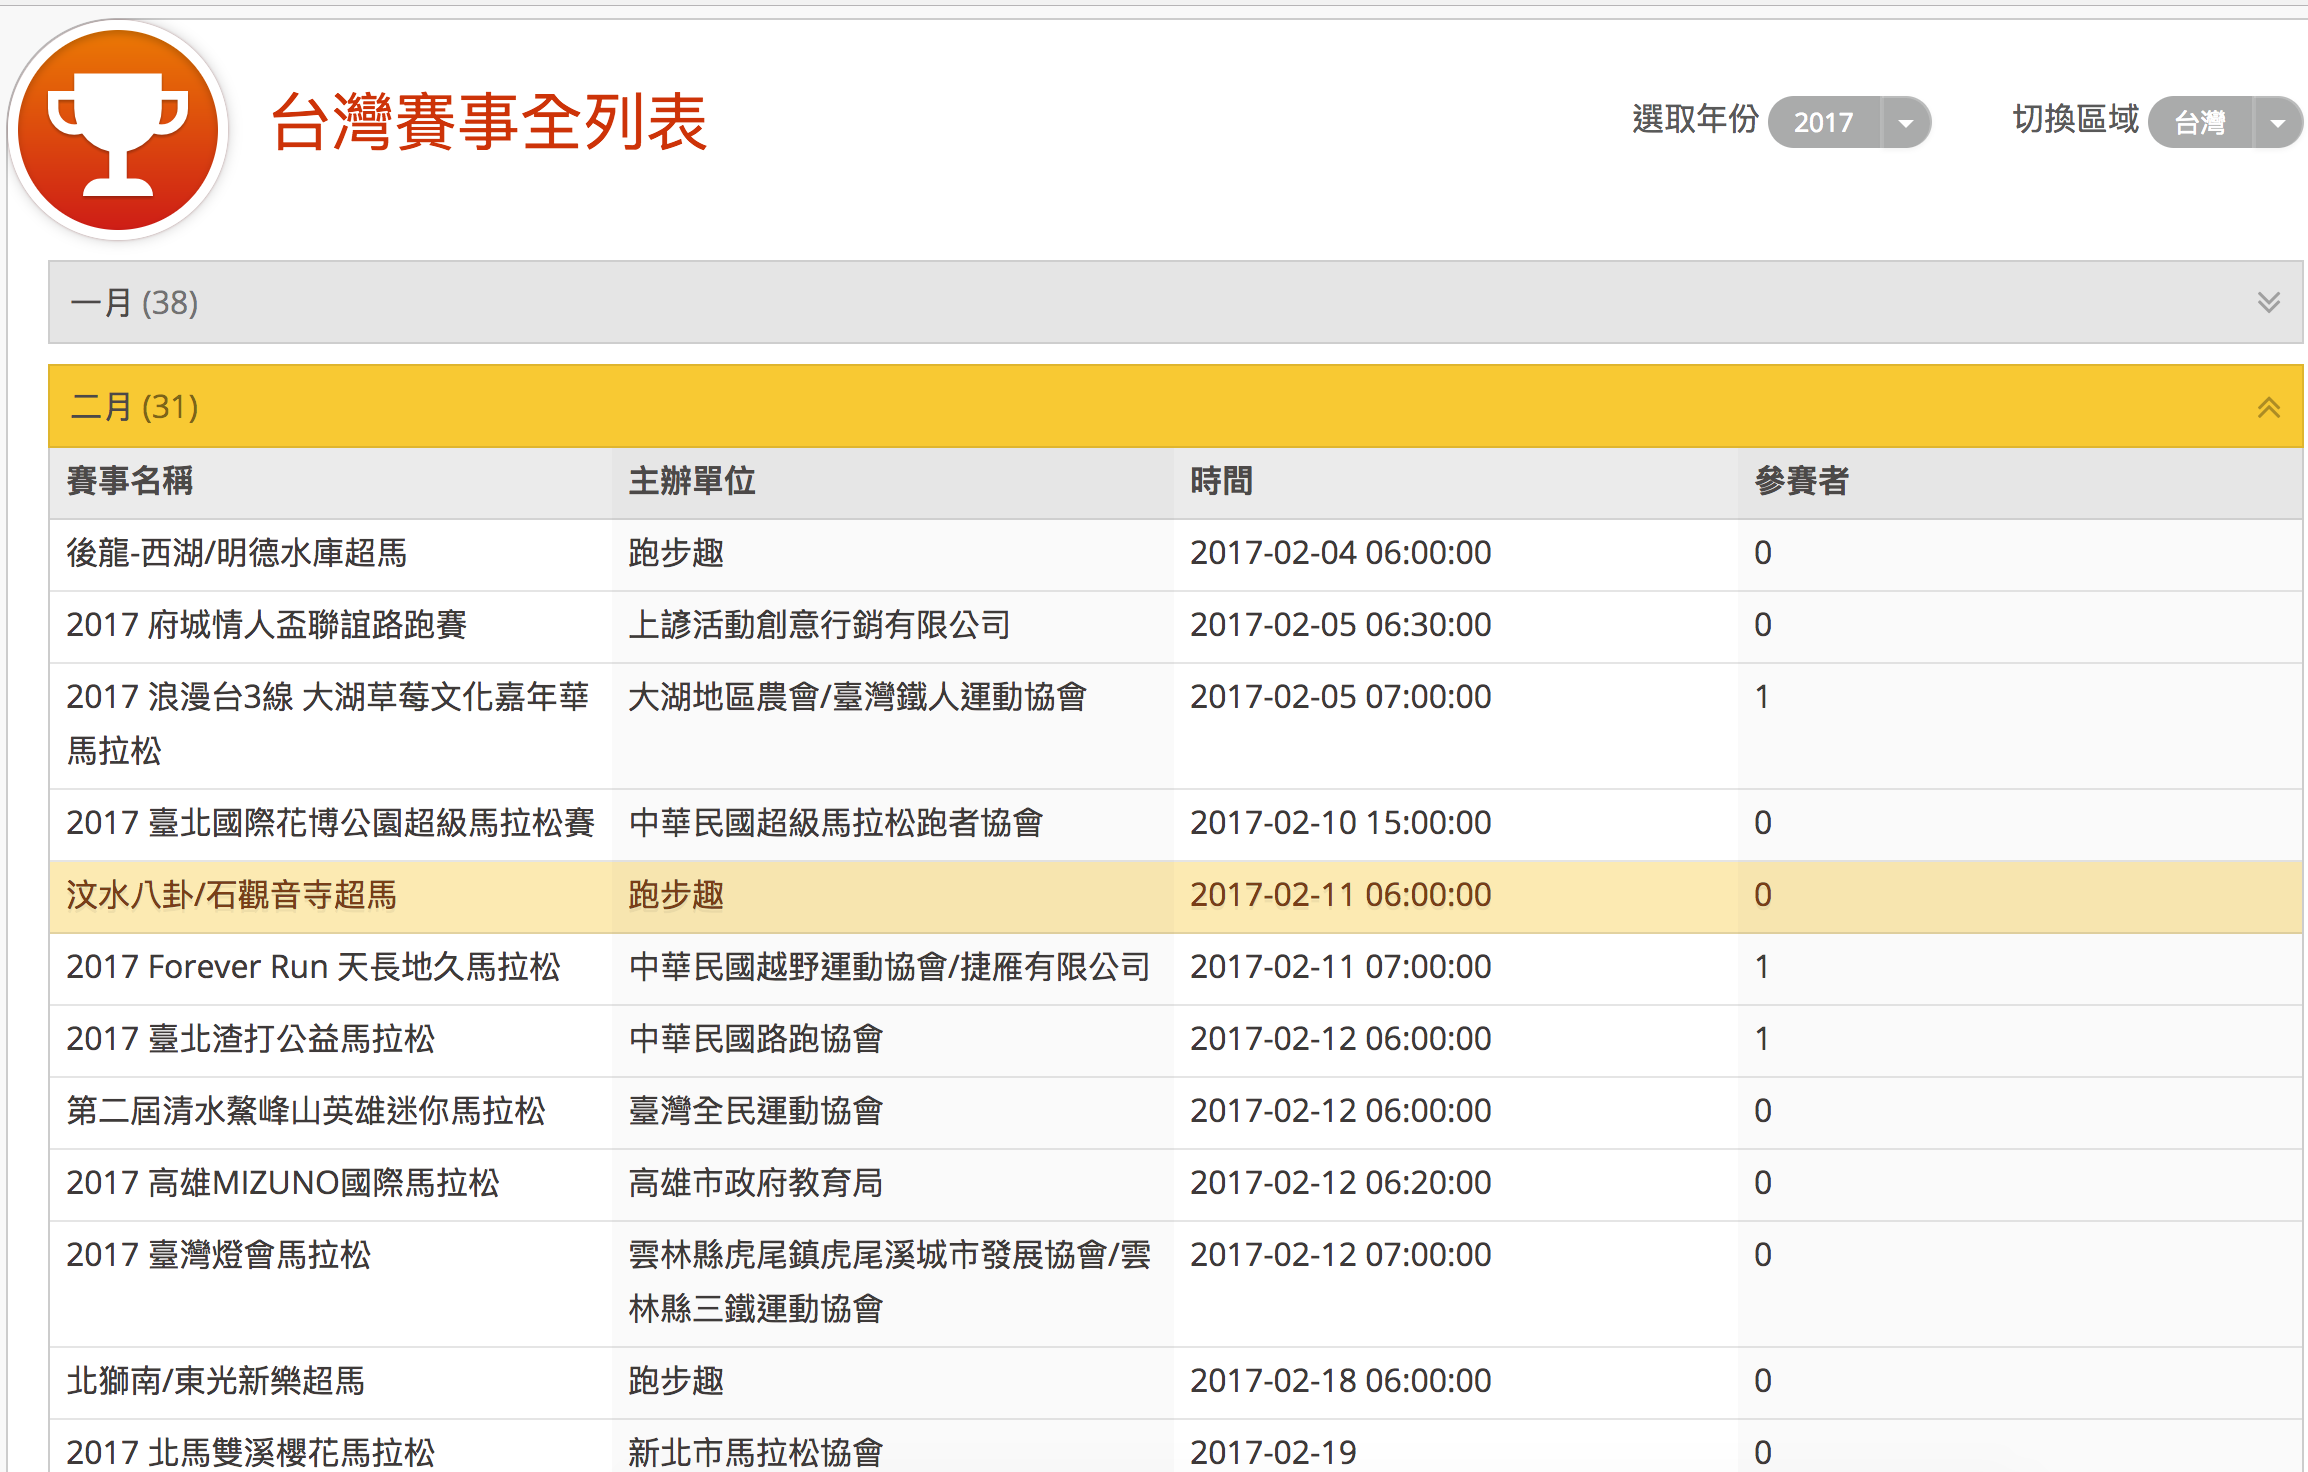 台灣賽事全列表
選取年份 2017 切換區域 台灣
一月 (38)
二月 (31)
賽事名稱 主辦單位 時間 參賽者
後龍-西湖/明德水庫超馬 跑步趣 2017-02-04 06:00:00 0
2017 府城情人盃聯誼路跑賽 上諺活動創意行銷有限公司 2017-02-05 06:30:00 0
2017 浪漫台3線 大湖草莓文化嘉年華 大湖地區農會/臺灣鐵人運動協會 2017-02-05 07:00:00 1
馬拉松
2017 臺北國際花博公園超級馬拉松賽 中華民國超級馬拉松跑者協會 2017-02-10 15:00:00 0
汶水八卦/石觀音寺超馬 跑步趣 2017-02-11 06:00:00 0
2017 Forever Run 天長地久馬拉松 中華民國越野運動協會/捷雁有限公司 2017-02-11 07:00:00 1
2017 臺北渣打公益馬拉松 中華民國路跑協會 2017-02-12 06:00:00 1
第二屆清水鰲峰山英雄迷你馬拉松 臺灣全民運動協會 2017-02-12 06:00:00 0
2017 高雄MIZUNO國際馬拉松 高雄市政府教育局 2017-02-12 06:20:00 0
2017 臺灣燈會馬拉松 雲林縣虎尾鎮虎尾溪城市發展協會/雲 2017-02-12 07:00:00 0
林縣三鐵運動協會
北獅南/東光新樂超馬 跑步趣 2017-02-18 06:00:00 0
2017 北馬雙溪櫻花馬拉松 新北市馬拉松協會 2017-02-19 0